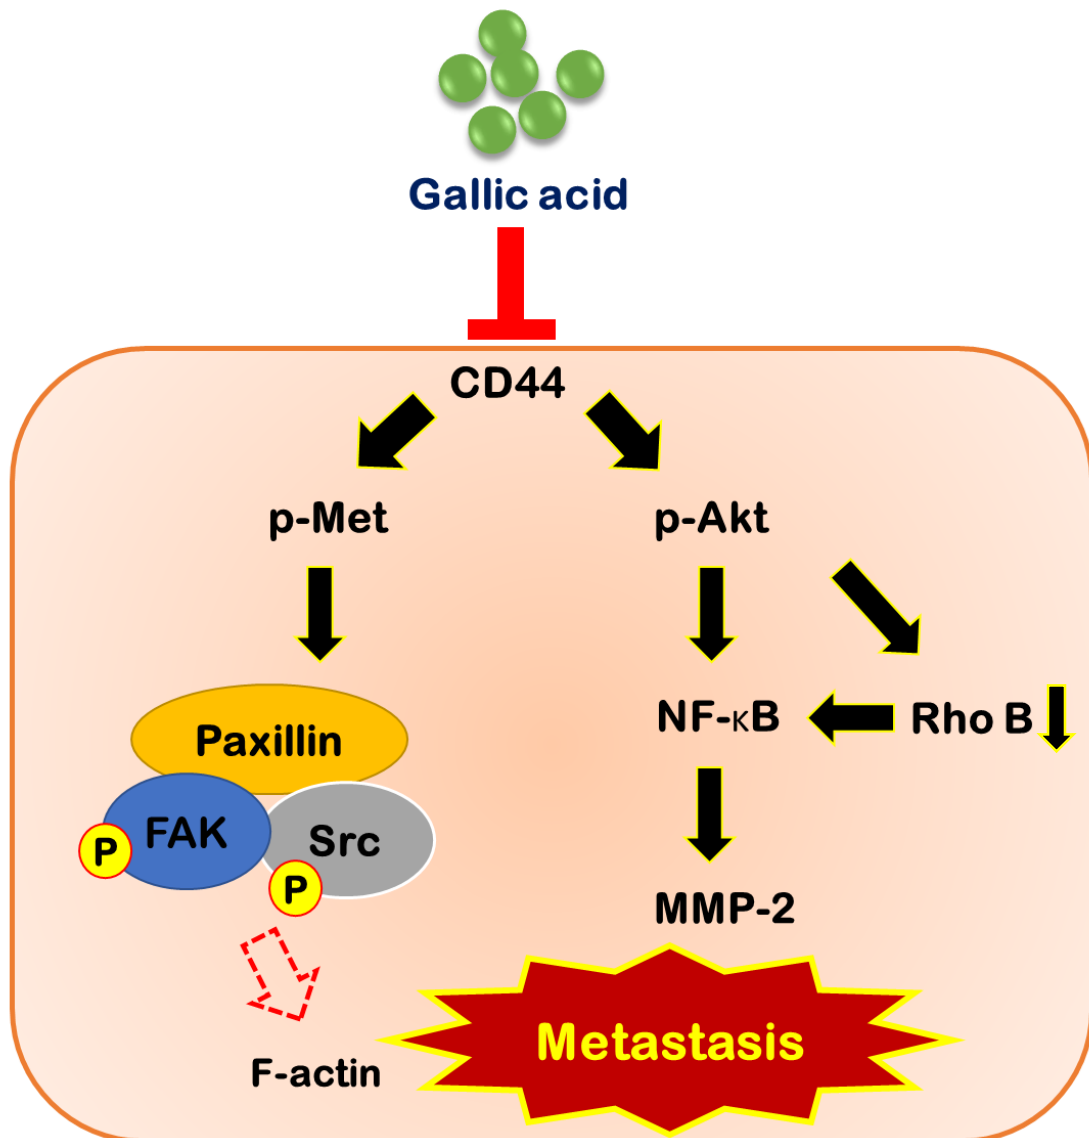 Gallic acid
CD44
p-Met
p-Akt
Paxillin
NF-κB
Rho B
FAK
Src
P
P
MMP-2
Metastasis
F-actin